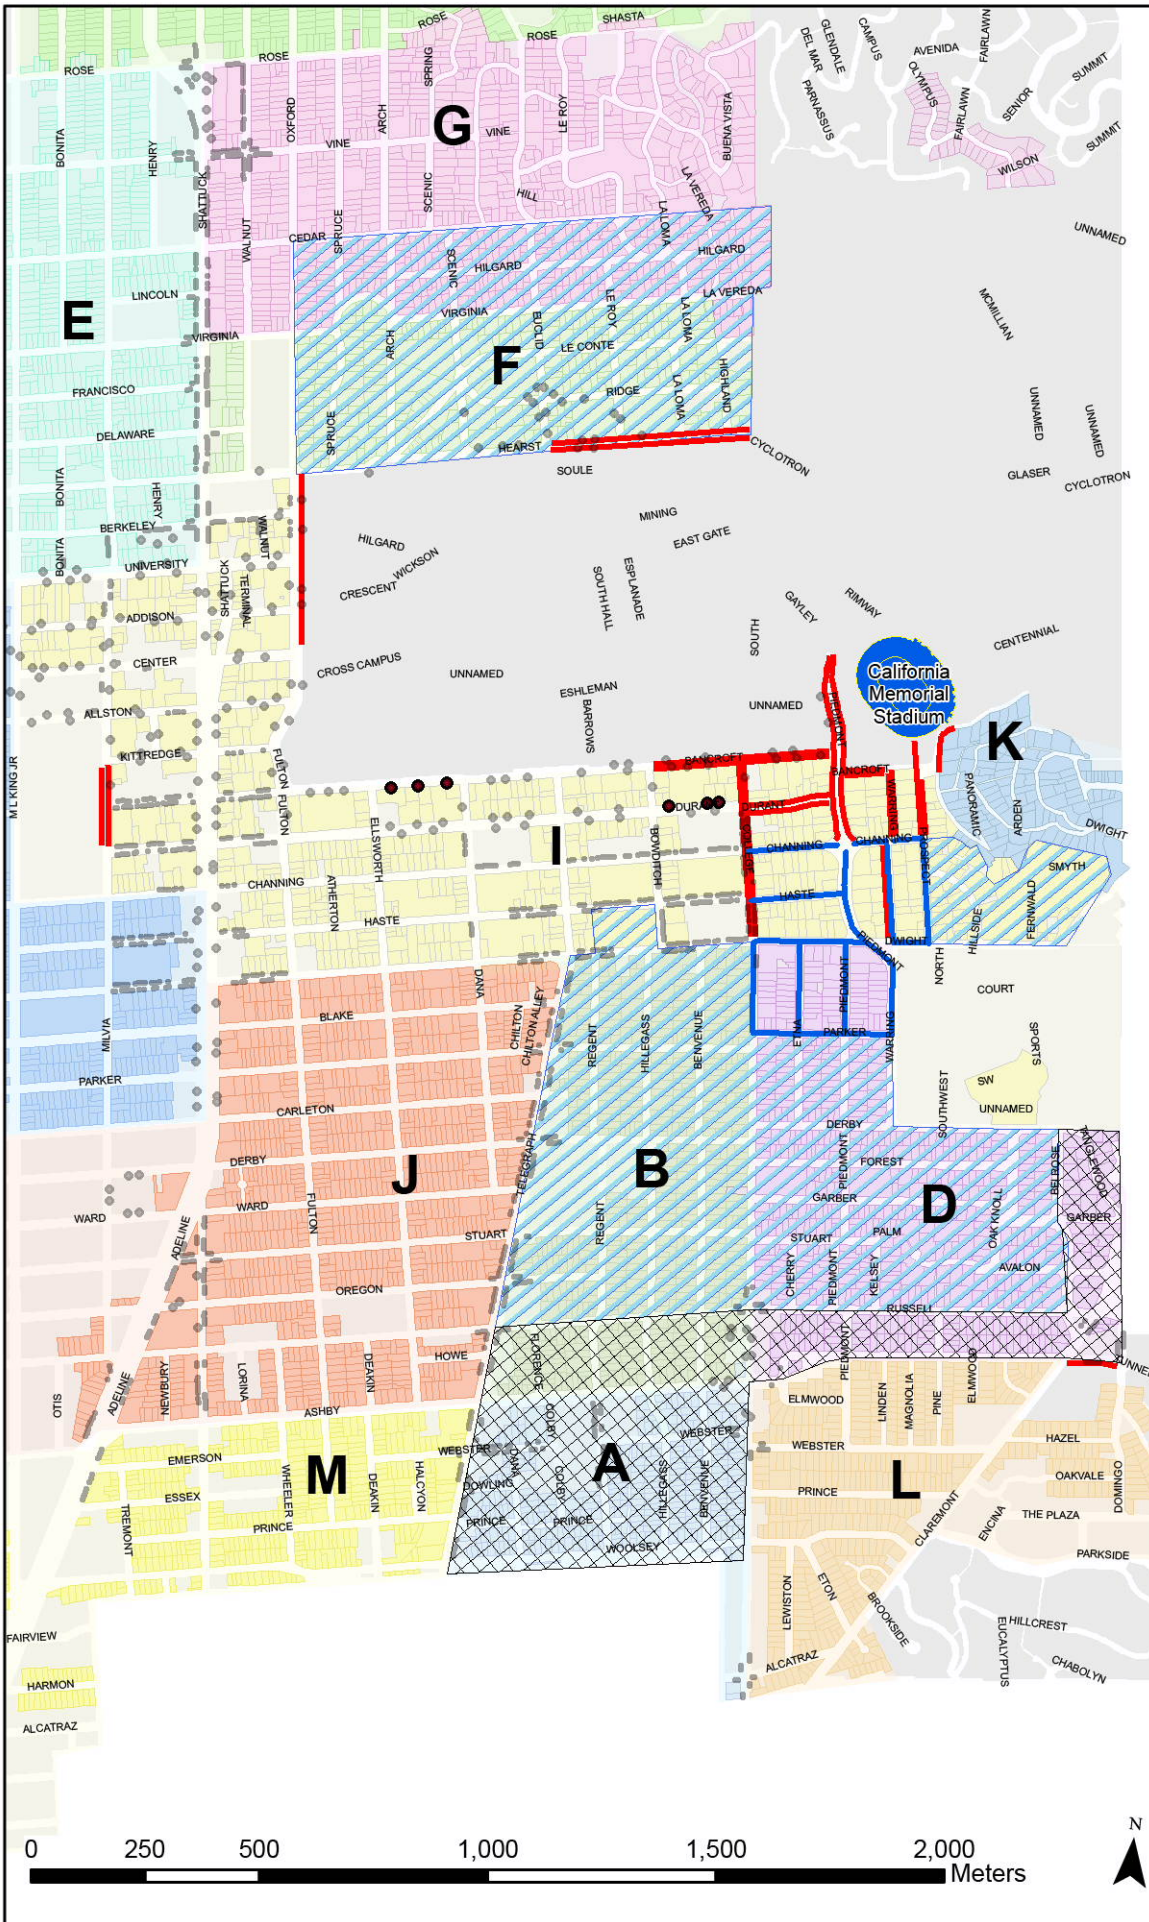 ROSE
SHASTA
ROSE
ROSE
ROSE
SPRING
DEL MAR
GLENDALE
CAMPUS
AVENIDA
FAIRLAWN
SUMMIT
OLYMPUS
PARNASSUS
FAIRLAWN
SENIOR
SUMMIT
WILSON
BONITA
HENRY
OXFORD
ARCH
G
VINE
VINE
LE ROY
BUENA VISTA
SHATTUCK
WALNUT
SPRUCE
SCENIC
HILL
LA LOMA
LA VEREDA
CEDAR
UNNAMED
SCENIC
HILGARD
HILGARD
LINCOLN
E
VIRGINIA
VIRGINIA
LE ROY
LA LOMA
LA VEREDA
MCMILLIAN
ARCH
EUCLID
LE CONTE
F
FRANCISCO
RIDGE
LA LOMA
HIGHLAND
DELAWARE
SPRUCE
HEARST
UNNAMED
UNNAMED
CYCLOTRON
SOULE
GLASER
CYCLOTRON
BONITA
HENRY
BERKELEY
WALNUT
MINING
EAST GATE
HILGARD
WICKSON
BONITA
UNIVERSITY
SHATTUCK
TERMINAL
CRESCENT
SOUTH HALL
ESPLANADE
GAYLEY
RIMWAY
ADDISON
SOUTH
CENTENNIAL
CENTER
CROSS CAMPUS
UNNAMED
California
Memorial
Stadium
ESHLEMAN
BARROWS
UNNAMED
PIEDMONT
ALLSTON
K
KITTREDGE
M L KING JR
FULTON
FULTON
BANCROFT
BANCROFT
WARRING
PANORAMIC
ARDEN
DWIGHT
DURANT
DURANT
I
ELLSWORTH
BOWDITCH
COLLEGE
CHANNING
CHANNING
PROSPECT
SMYTH
CHANNING
ATHERTON
HASTE
HASTE
HILLSIDE
FERNWALD
PIEDMONT
DWIGHT
NORTH
DANA
COURT
BLAKE
CHILTON
CHILTON ALLEY
REGENT
HILLEGASS
BENVENUE
PIEDMONT
MILVIA
ETNA
PARKER
WARRING
SPORTS
PARKER
SW
UNNAMED
CARLETON
SOUTHWEST
DERBY
TELEGRAPH
B
PIEDMONT
FOREST
BELROSE
TANGLEWOOD
DERBY
J
WARD
WARD
FULTON
GARBER
D
OAK KNOLL
GARBER
ADELINE
STUART
REGENT
STUART
PALM
CHERRY
PIEDMONT
KELSEY
AVALON
OREGON
RUSSELL
FLORENCE
HOWE
PIEDMONT
OTIS
ADELINE
NEWBURY
LORINA
DEAKIN
ELMWOOD
LINDEN
MAGNOLIA
PINE
ELMWOOD
ASHBY
COLBY
WEBSTER
WEBSTER
WEBSTER
HAZEL
EMERSON
M
DANA
A
OAKVALE
ESSEX
WHEELER
DEAKIN
HALCYON
DOWLING
COLBY
HILLEGASS
BENVENUE
PRINCE
L
DOMINGO
TREMONT
PRINCE
PRINCE
PRINCE
CLAREMONT
ENCINA
THE PLAZA
WOOLSEY
PARKSIDE
LEWISTON
ETON
BROOKSIDE
HILLCREST
EUCALYPTUS
FAIRVIEW
ALCATRAZ
CHABOLYN
HARMON
ALCATRAZ
N
0
250
500
1,000
1,500
2,000
Meters